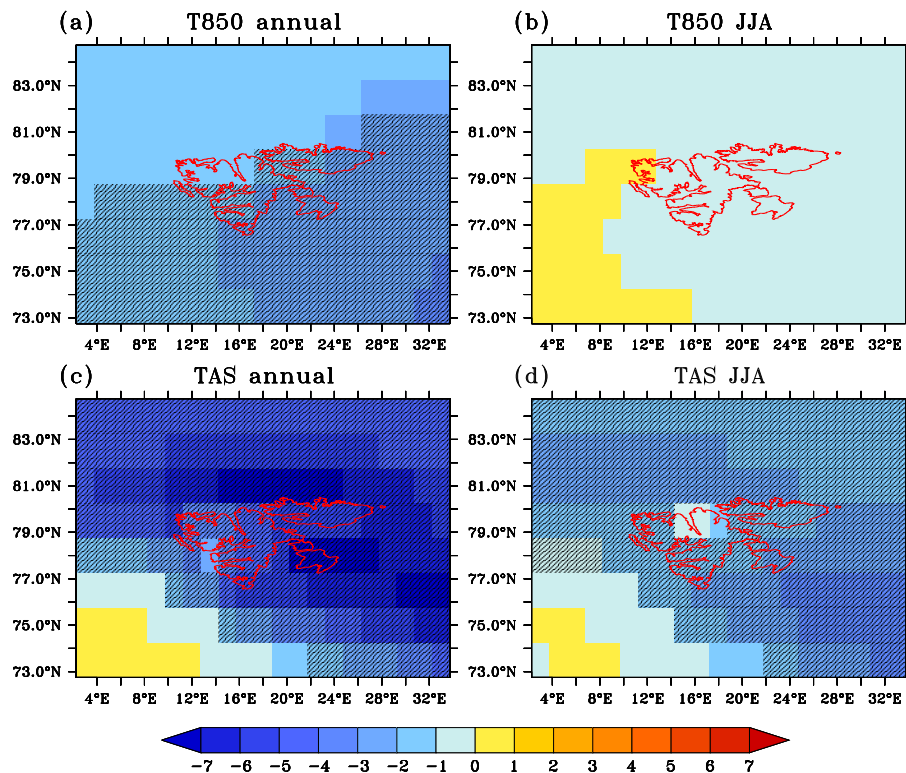 (a) T850 annual
(b) T850 JJA
83.0°N
81.0°N
79.0°N
77.0°N
75.0°N
73.0°N
4°E 8°E 12°E 16°E 20°E 24°E 28°E 32°E
83.0°N
81.0°N
79.0°N
77.0°N
75.0°N
73.0°N
4°E 8°E 12°E 16°E 20°E 24°E 28°E 32°E
(c) TAS annual
(d) TAS JJA
83.0°N
81.0°N
79.0°N
77.0°N
75.0°N
73.0°N
4°E 8°E 12°E 16°E 20°E 24°E 28°E 32°E
83.0°N
81.0°N
79.0°N
77.0°N
75.0°N
73.0°N
4°E 8°E 12°E 16°E 20°E 24°E 28°E 32°E
-7 -6 -5 -4 -3 -2 -1 0 1 2 3 4 5 6 7